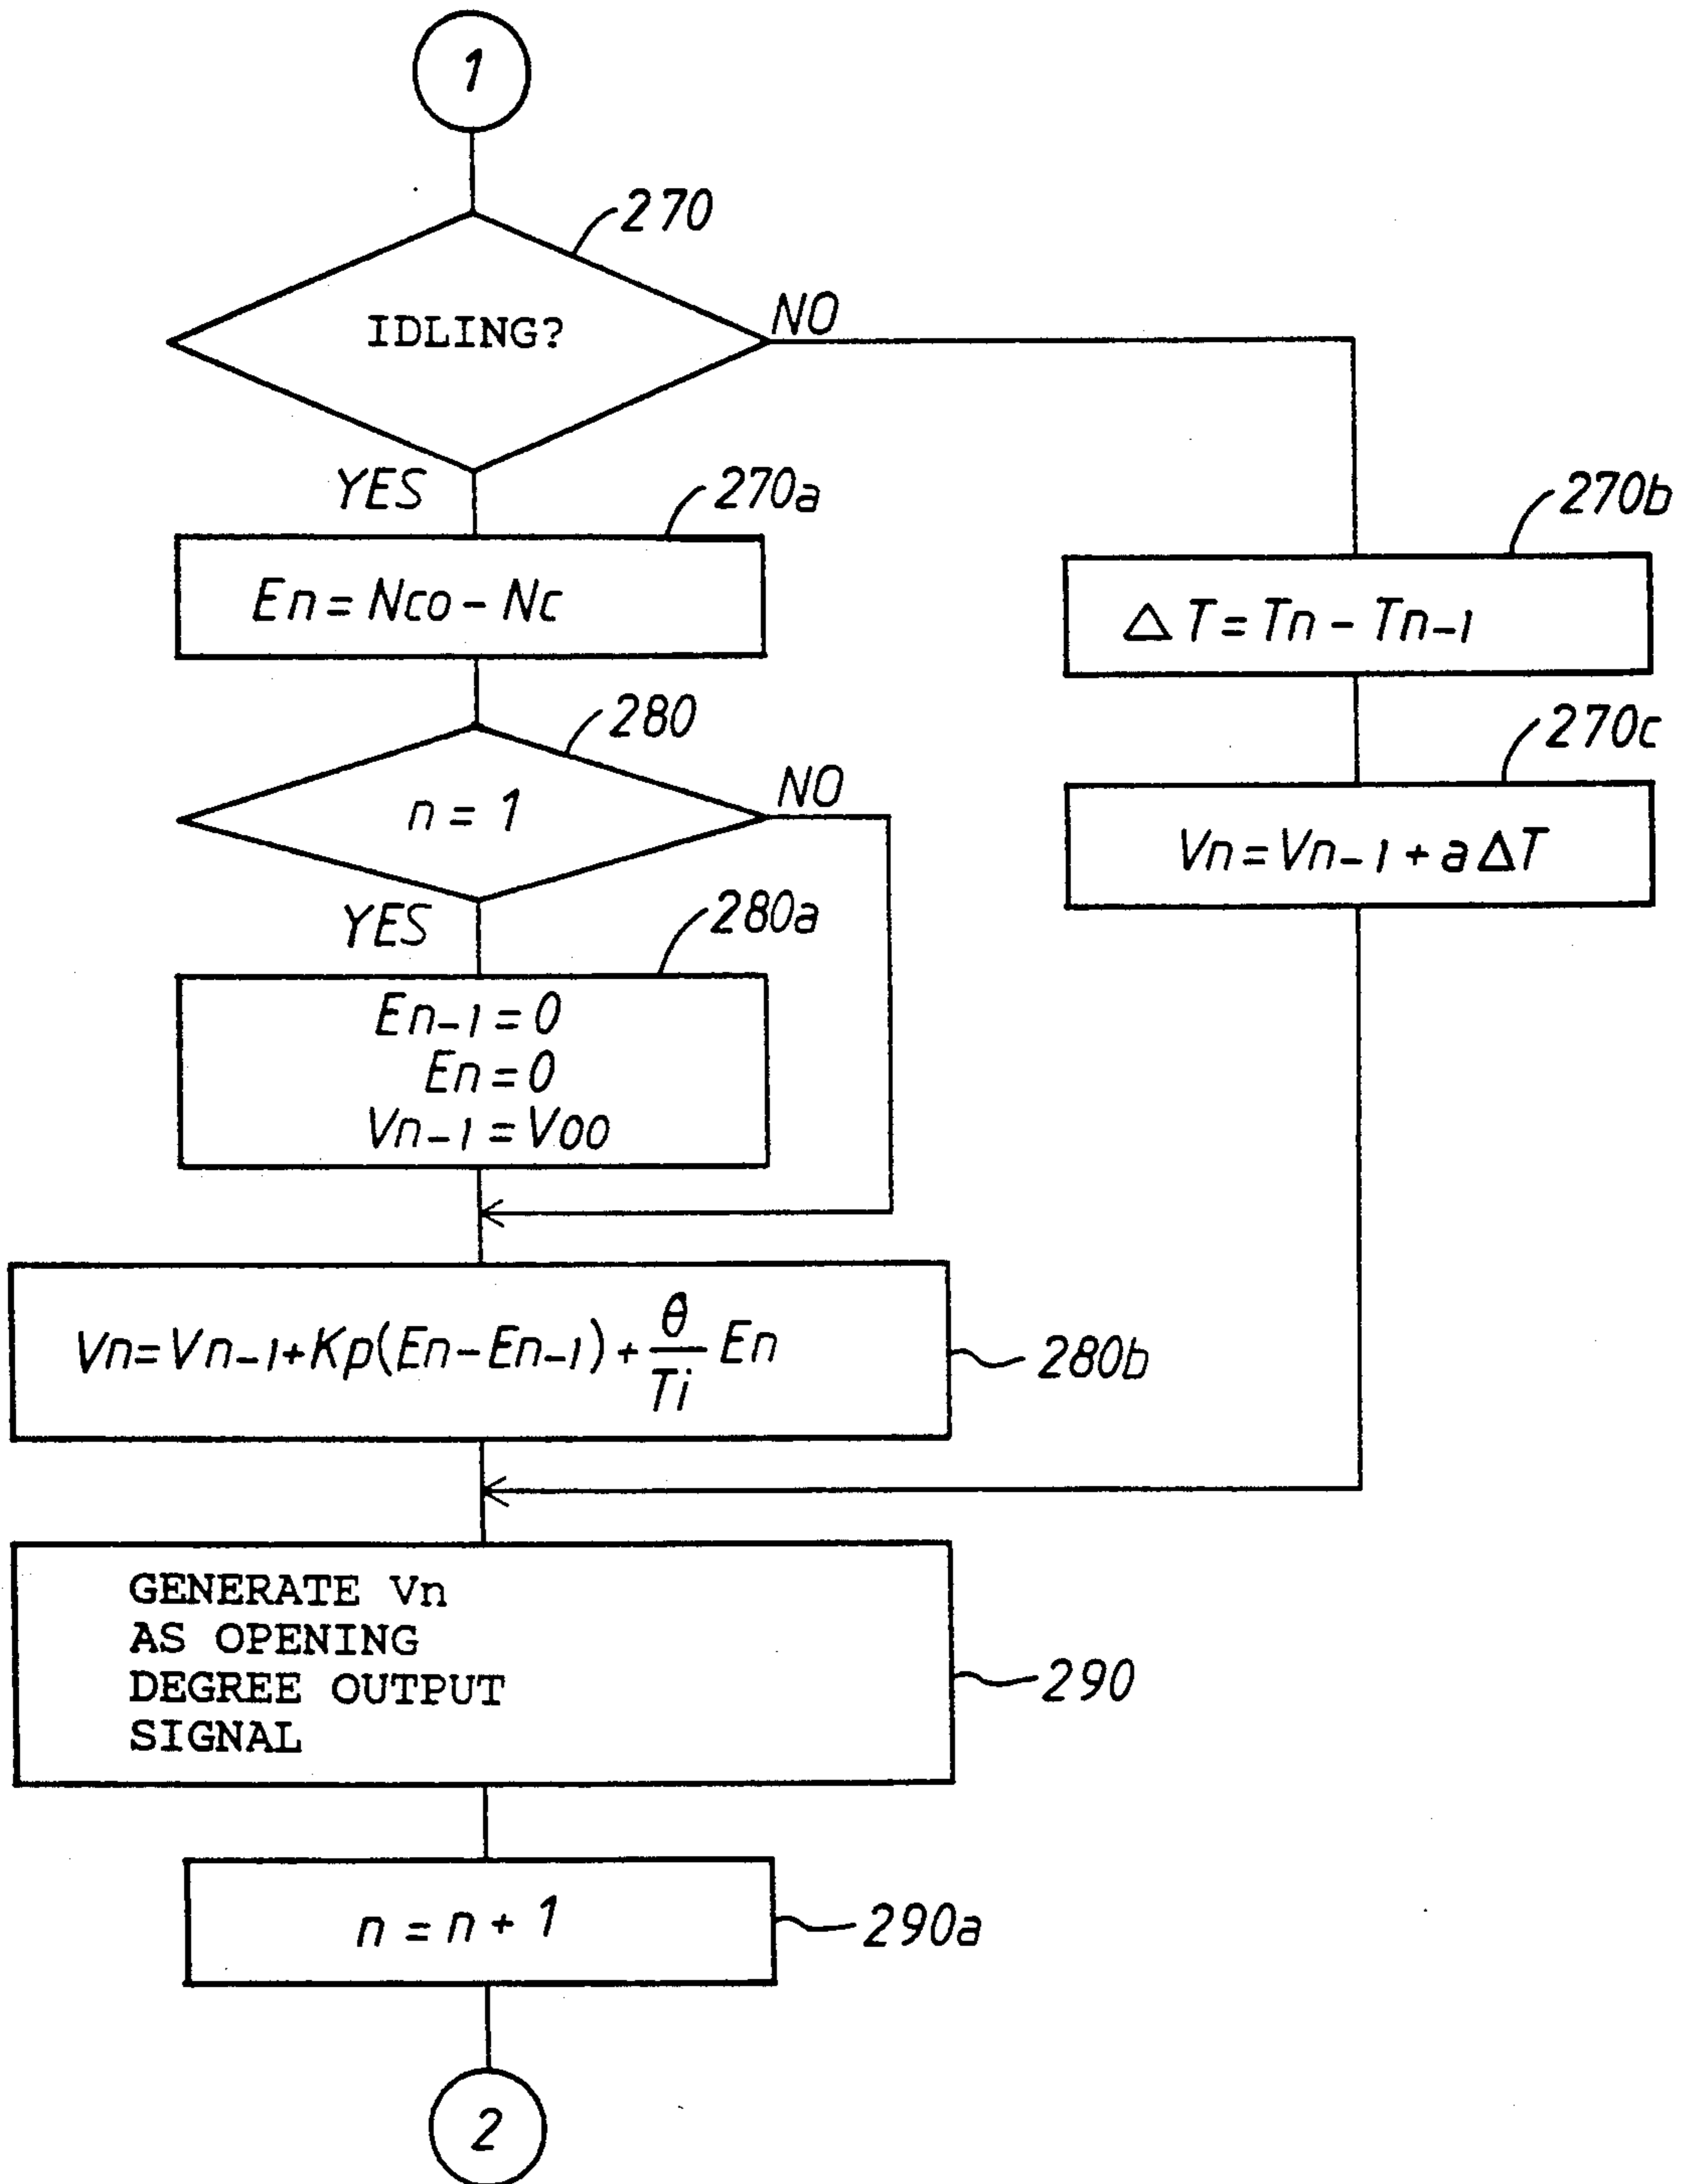 1
270
IDLING?
NO
YES
270a
En = Nco - Nc
270b
ΔT = Tn - Tn-1
280
n = 1
NO
270c
Vn = Vn-1 + aΔT
YES
280a
En-1 = 0
En = 0
Vn-1 = Voo
Vn = Vn-1 + Kp(En - En-1) + θ/Ti En
280b
GENERATE Vn
AS OPENING
DEGREE OUTPUT
SIGNAL
290
n = n + 1
290a
2